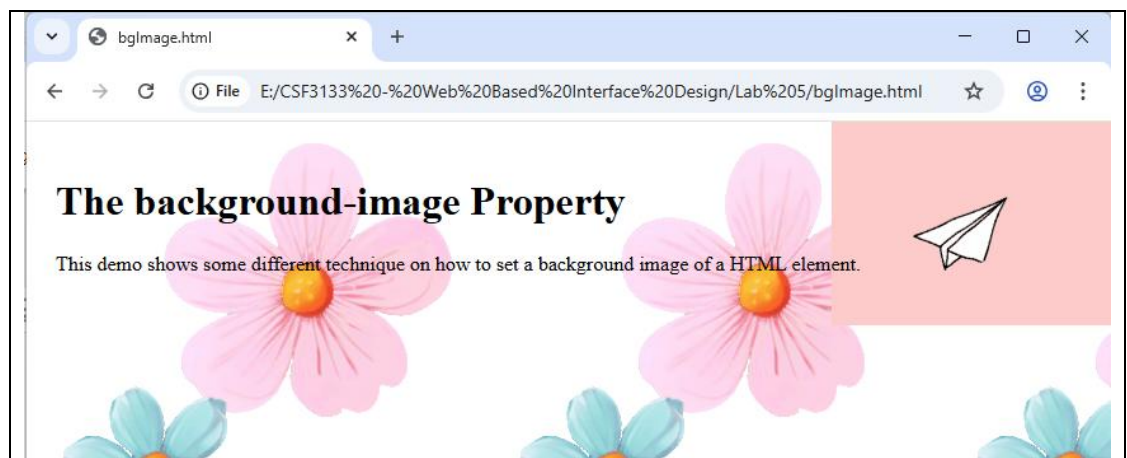 bgImage.html
File E:/CSF3133%20-%20Web%20Based%20Interface%20Design/Lab%205/bgImage.html
The background-image Property
This demo shows some different technique on how to set a background image of a HTML element.